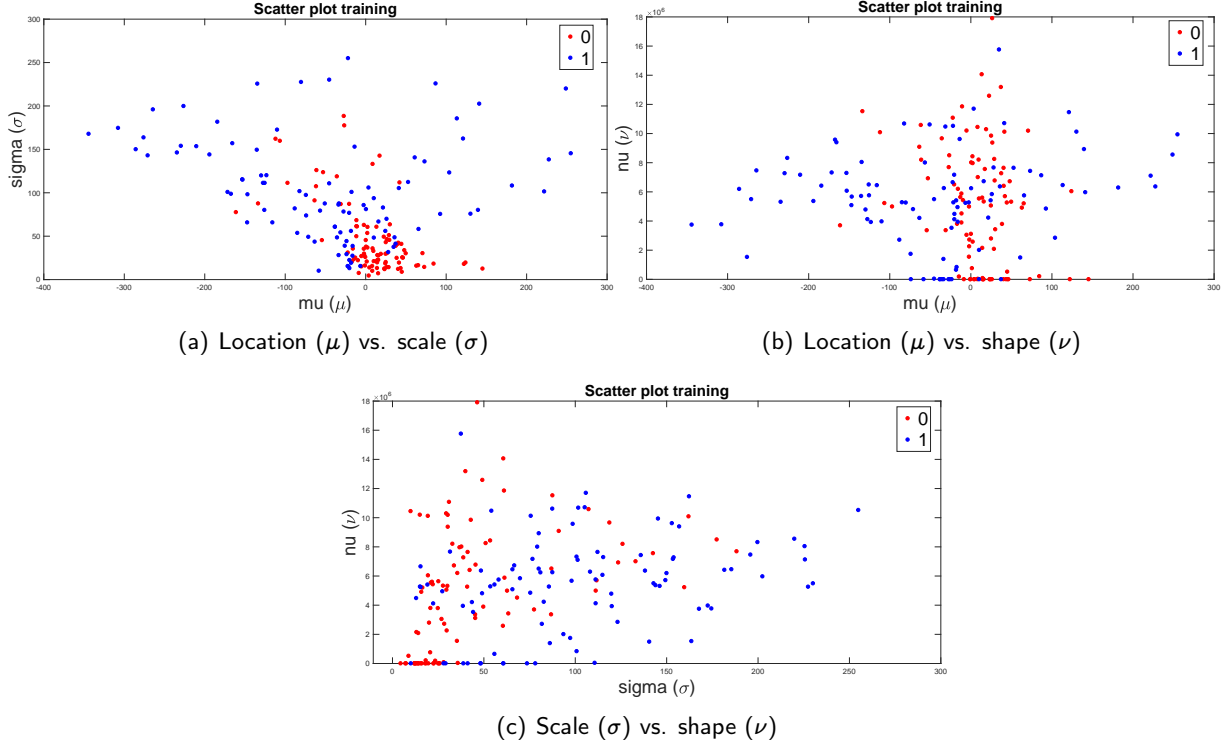 Scatter plot training
300
250
200
150
100
50
0
sigma (σ)
-400 -300 -200 -100 0 100 200 300
mu (μ)
0
1
(a) Location (μ) vs. scale (σ)
Scatter plot training
×10⁶
18
16
14
12
10
8
6
4
2
0
nu (ν)
-400 -300 -200 -100 0 100 200 300
mu (μ)
0
1
(b) Location (μ) vs. shape (ν)
Scatter plot training
×10⁶
18
16
14
12
10
8
6
4
2
0
nu (ν)
0 50 100 150 200 250 300
sigma (σ)
0
1
(c) Scale (σ) vs. shape (ν)